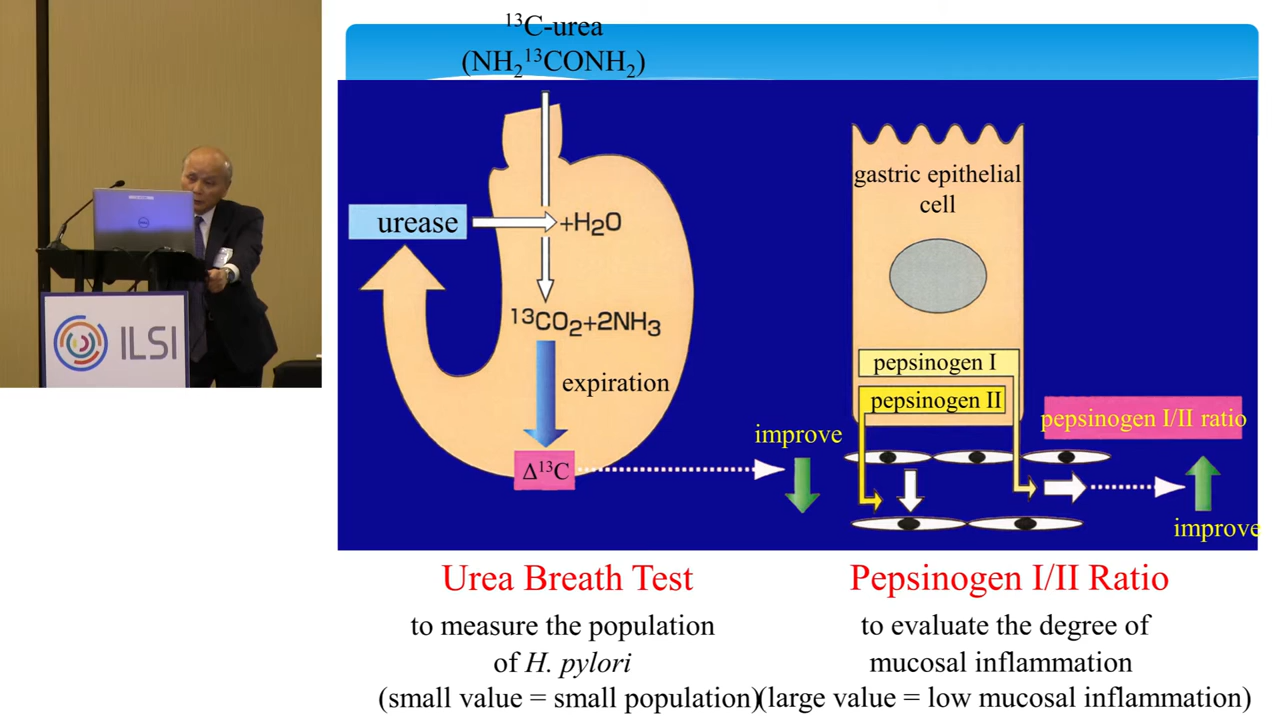 ¹³C-urea
(NH₂¹³CONH₂)
urease
+H₂O
¹³CO₂+2NH₃
expiration
Δ¹³C
improve
gastric epithelial
cell
pepsinogen I
pepsinogen II
pepsinogen I/II ratio
improve
ILSI
Urea Breath Test
to measure the population
of H. pylori
(small value = small population)
Pepsinogen I/II Ratio
to evaluate the degree of
mucosal inflammation
(large value = low mucosal inflammation)